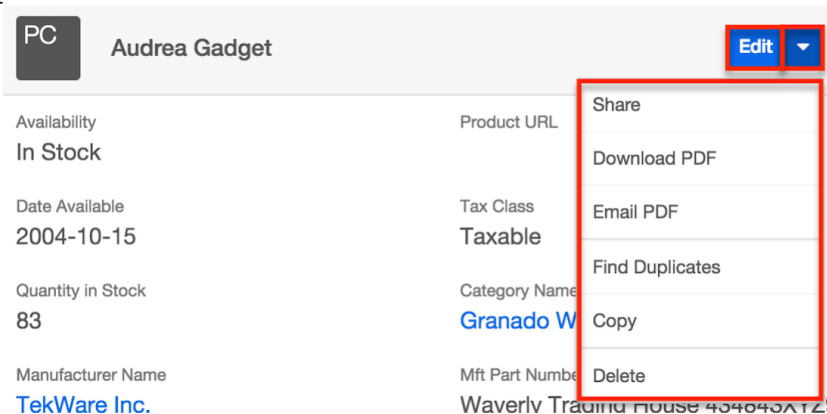 PC
Audrea Gadget
Edit
Availability
In Stock
Product URL
Share
Download PDF
Date Available
2004-10-15
Tax Class
Taxable
Email PDF
Find Duplicates
Quantity in Stock
83
Category Name
Granado W
Copy
Manufacturer Name
TekWare Inc.
Mft Part Numbe
Waverly Trading House 434843XYZ9
Delete